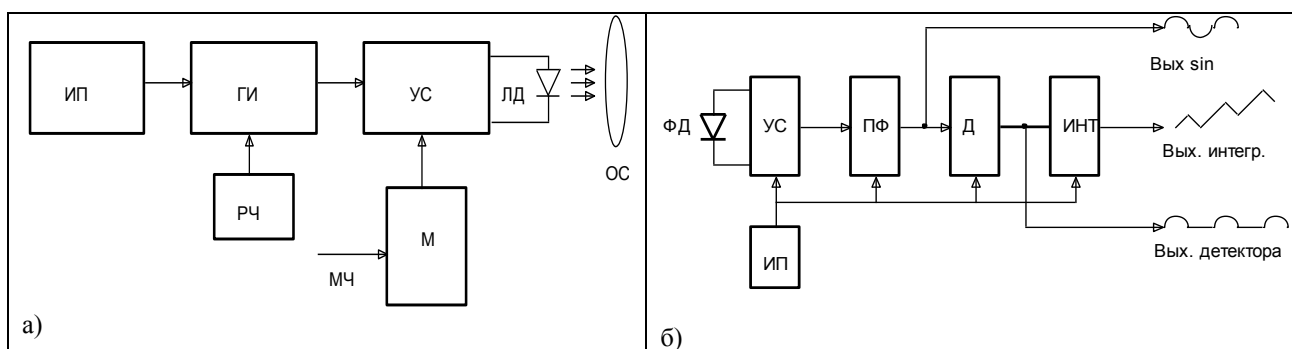 ИП
ГИ
УС
ЛД
ОС
РЧ
М
МЧ
а)
ФД
УС
ПФ
Д
ИНТ
ИП
Вых sin
Вых. интегр.
Вых. детектора
б)